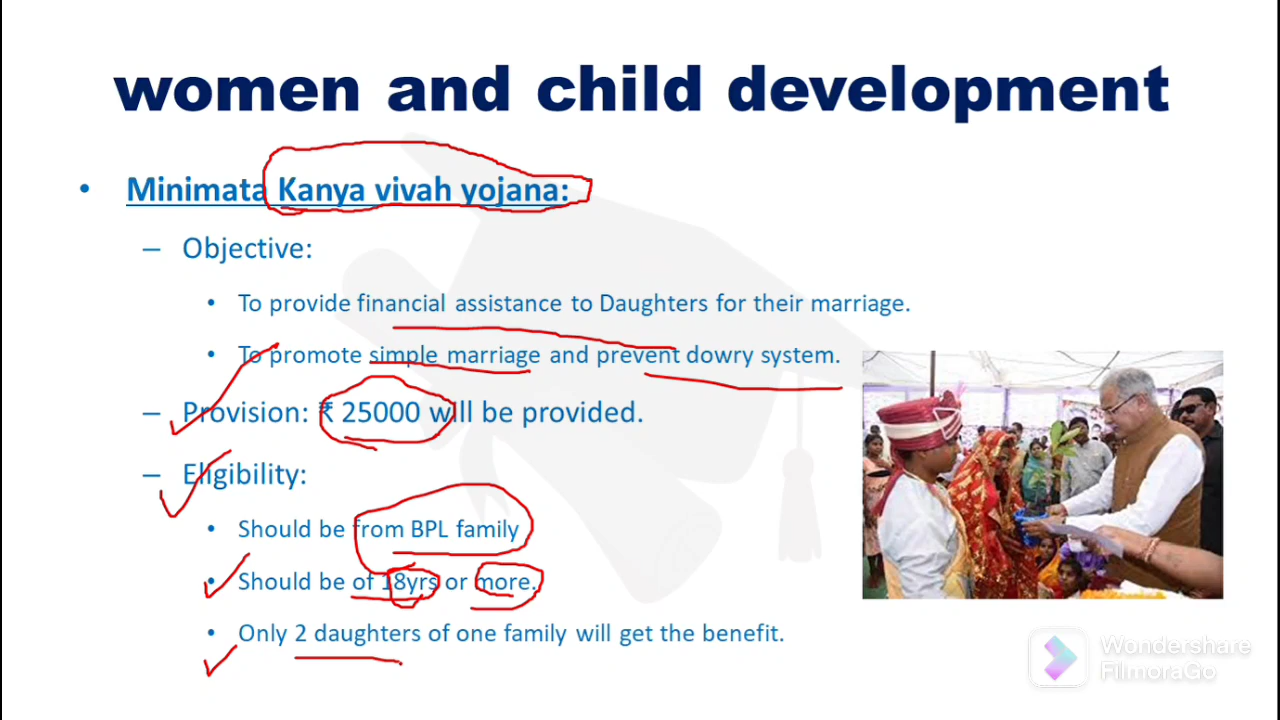 women and child development
• Minimata Kanya vivah yojana:
– Objective:
• To provide financial assistance to Daughters for their marriage.
• To promote simple marriage and prevent dowry system.
– Provision: ₹ 25000 will be provided.
– Eligibility:
• Should be from BPL family
• Should be of 18yrs or more.
• Only 2 daughters of one family will get the benefit.
Wondershare
FilmoraGo